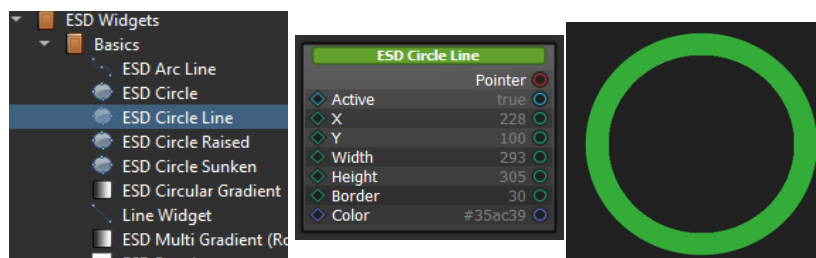 ESD Widgets
Basics
ESD Arc Line
ESD Circle
ESD Circle Line
ESD Circle Raised
ESD Circle Sunken
ESD Circular Gradient
Line Widget
ESD Multi Gradient (Ro
ESD Circle Line
Pointer
Active true
X 228
Y 100
Width 293
Height 305
Border 30
Color #35ac39